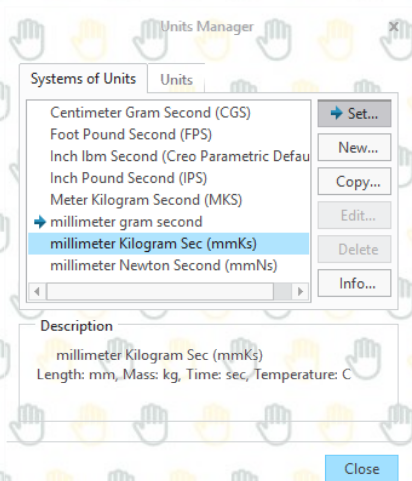 Units Manager
x
Systems of Units
Units
Centimeter Gram Second (CGS)
Foot Pound Second (FPS)
Inch lbm Second (Creo Parametric Defau
Inch Pound Second (IPS)
Meter Kilogram Second (MKS)
millimeter gram second
millimeter Kilogram Sec (mmKs)
millimeter Newton Second (mmNs)
Set...
New...
Copy...
Edit...
Delete
Info...
Description
millimeter Kilogram Sec (mmKs)
Length: mm, Mass: kg, Time: sec, Temperature: C
Close